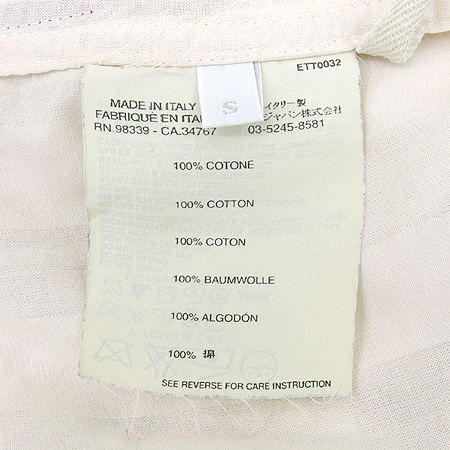 ETT0032
S
MADE IN ITALY イタリー製
FABRIQUÉ EN ITAL ジャパン株式会社
RN.98339 - CA.34767 03-5245-8581
100% COTONE
100% COTTON
100% COTON
100% BAUMWOLLE
100% ALGODÓN
100% 綿
SEE REVERSE FOR CARE INSTRUCTION